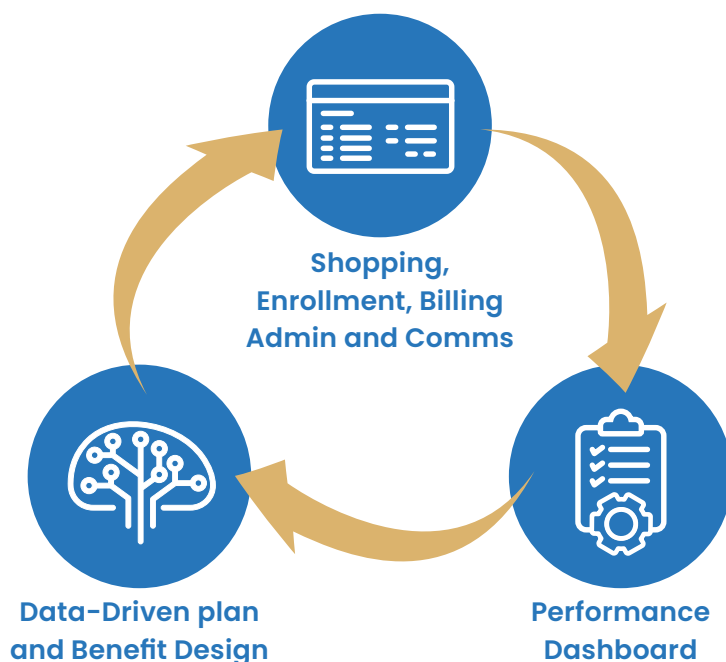 Shopping,
Enrollment, Billing
Admin and Comms
Data-Driven plan
and Benefit Design
Performance
Dashboard